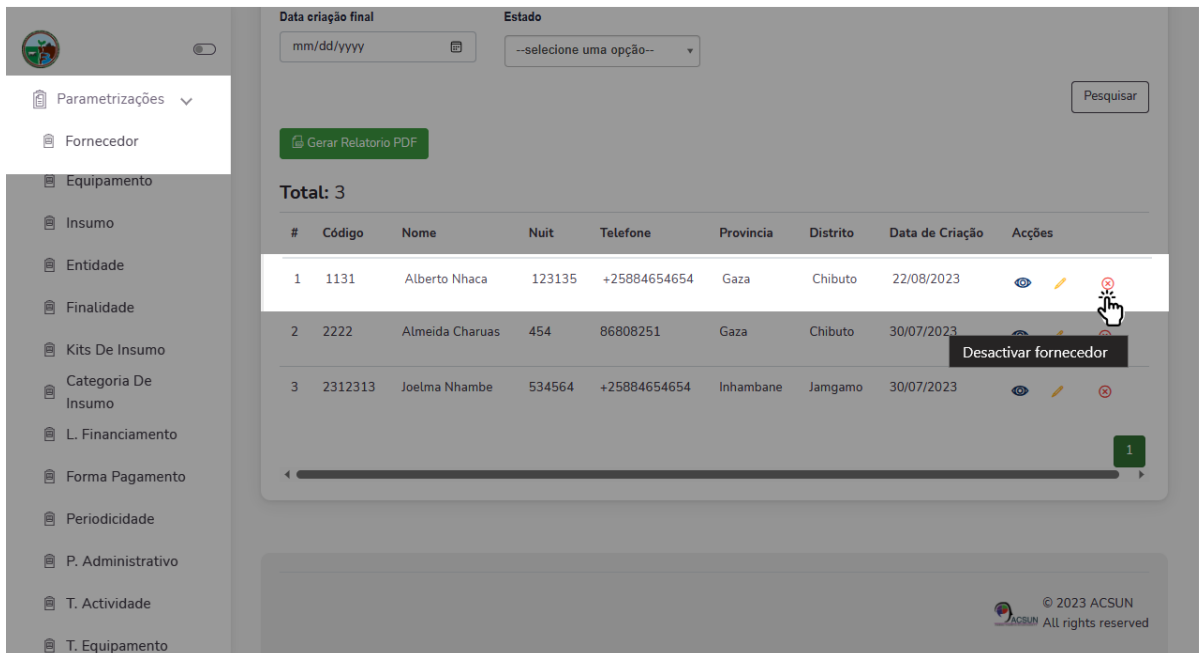 Parametrizações
Fornecedor
Equipamento
Insumo
Entidade
Finalidade
Kits De Insumo
Categoria De
Insumo
L. Financiamento
Forma Pagamento
Periodicidade
P. Administrativo
T. Actividade
T. Equipamento
Data criação final Estado
mm/dd/yyyy --selecione uma opção--
Pesquisar
Gerar Relatorio PDF
Total: 3
# Código Nome Nuit Telefone Provincia Distrito Data de Criação Acções
1 1131 Alberto Nhaca 123135 +25884654654 Gaza Chibuto 22/08/2023
2 2222 Almeida Charuas 454 86808251 Gaza Chibuto 30/07/2023
Desactivar fornecedor
3 2312313 Joelma Nhambe 534564 +25884654654 Inhambane Jamgamo 30/07/2023
1
© 2023 ACSUN
ACSUN All rights reserved